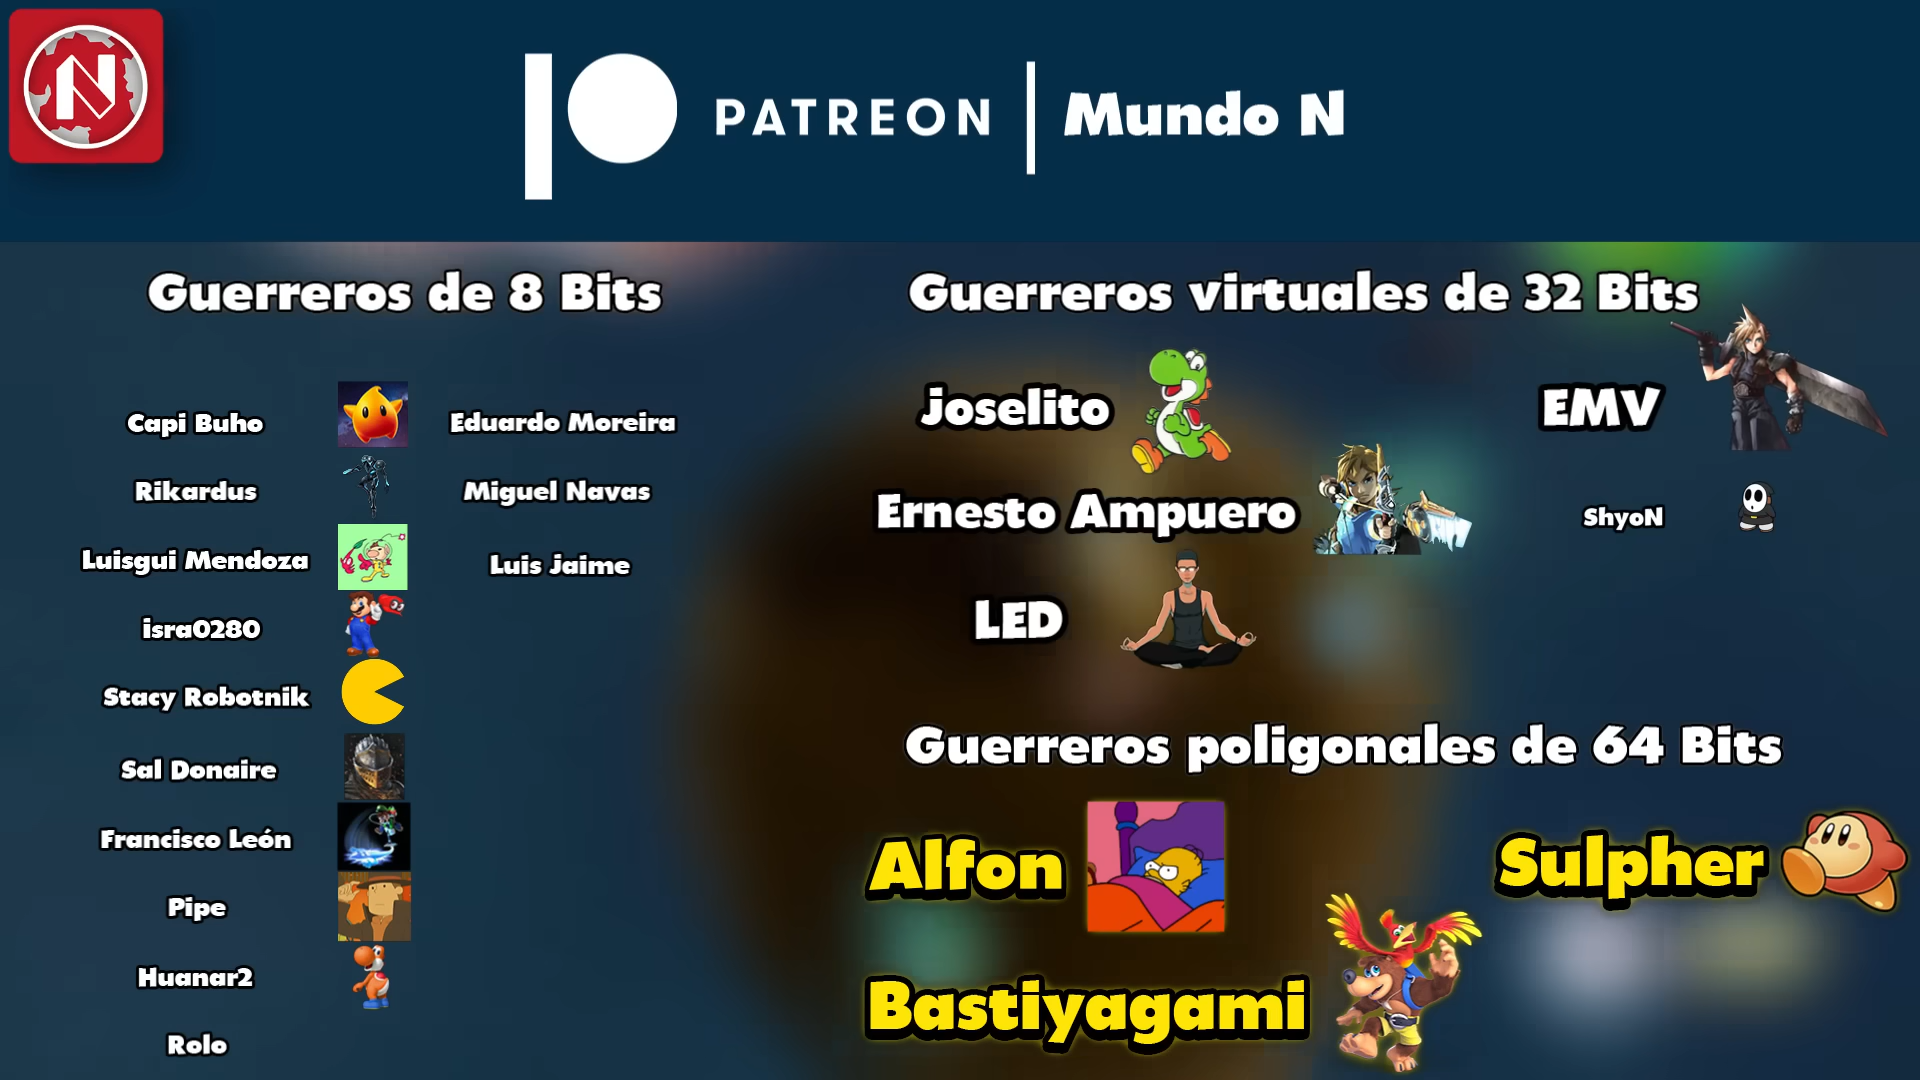 N
PATREON | Mundo N
Guerreros de 8 Bits
Capi Buho
Rikardus
Luisgui Mendoza
isra0280
Stacy Robotnik
Sal Donaire
Francisco León
Pipe
Huanar2
Rolo
Eduardo Moreira
Miguel Navas
Luis Jaime
Guerreros virtuales de 32 Bits
Joselito
Ernesto Ampuero
LED
EMV
ShyoN
Guerreros poligonales de 64 Bits
Alfon
Bastiyagami
Sulpher